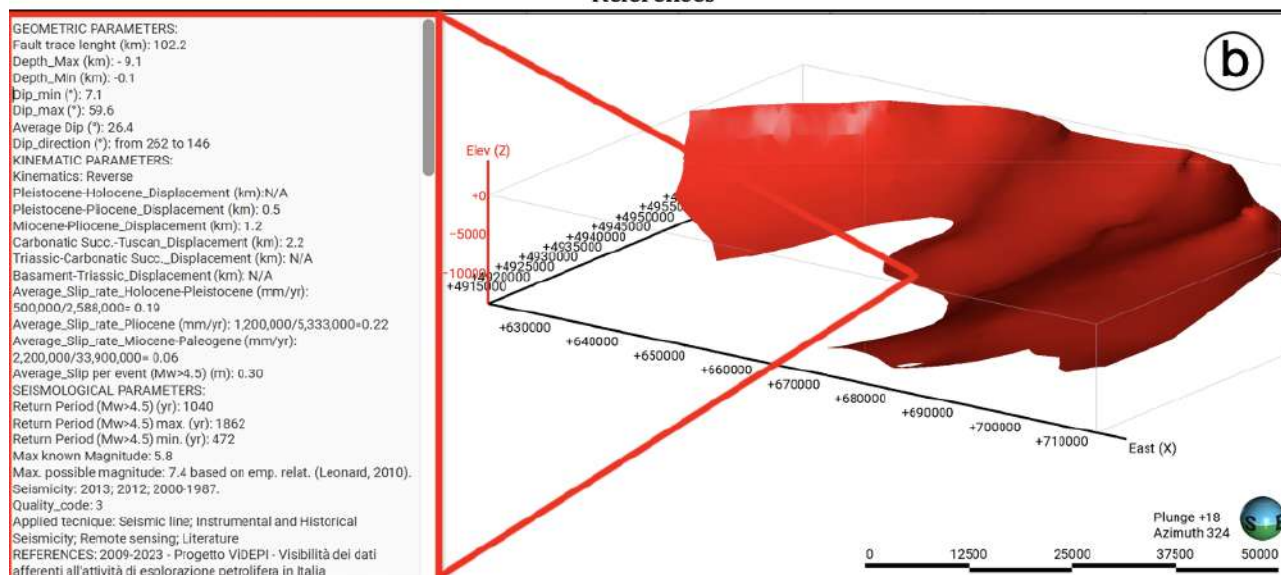 References
GEOMETRIC PARAMETERS:
Fault trace lenght (km): 102.2
Depth_Max (km): - 9.1
Depth_Min (km): -0.1
Dip_min (°): 7.1
Dip_max (°): 59.6
Average Dip (°): 26.4
Dip_direction (°): from 262 to 146
KINEMATIC PARAMETERS:
Kinematics: Reverse
Pleistocene-Holocene_Displacement (km):N/A
Pleistocene-Pliocene_Displacement (km): 0.5
Miocene-Pliocene_Displacement (km): 1.2
Carbonatic Succ.-Tuscan_Displacement (km): 2.2
Triassic-Carbonatic Succ._Displacement (km): N/A
Basament-Triassic_Displacement (km): N/A
Average_Slip_rate_Holocene-Pleistocene (mm/yr):
500,000/2,588,000= 0.19
Average_Slip_rate_Pliocene (mm/yr): 1,200,000/5,333,000=0.22
Average_Slip_rate_Miocene-Paleogene (mm/yr):
2,200,000/33,900,000= 0.06
Average_Slip per event (Mw>4.5) (m): 0.30
SEISMOLOGICAL PARAMETERS:
Return Period (Mw>4.5) (yr): 1040
Return Period (Mw>4.5) max. (yr): 1862
Return Period (Mw>4.5) min. (yr): 472
Max known Magnitude: 5.8
Max. possible magnitude: 7.4 based on emp. relat. (Leonard, 2010).
Seismicity: 2013; 2012; 2000-1987.
Quality_code: 3
Applied tecnique: Seismic line; Instrumental and Historical
Seismicity; Remote sensing; Literature
REFERENCES: 2009-2023 - Progetto ViDEPI - Visibilità dei dati
afferenti all'attività di esplorazione petrolifera in Italia
b
Elev (Z)
+0
-5000
-10000
+4955000
+4950000
+4945000
+4940000
+4935000
+4930000
+4925000
+4920000
+4915000
+630000
+640000
+650000
+660000
+670000
+680000
+690000
+700000
+710000
East (X)
Plunge +18
Azimuth 324
S E
0 12500 25000 37500 50000